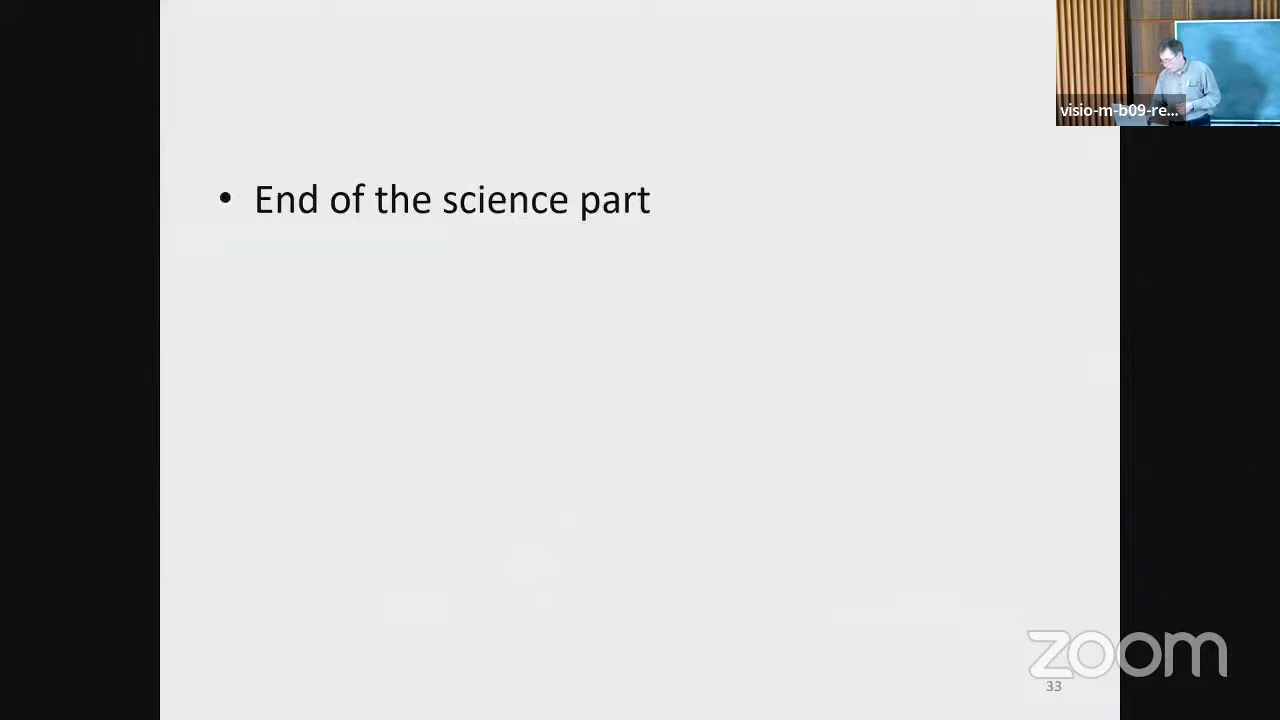 visio-m-b09-re...
• End of the science part
zoom
33